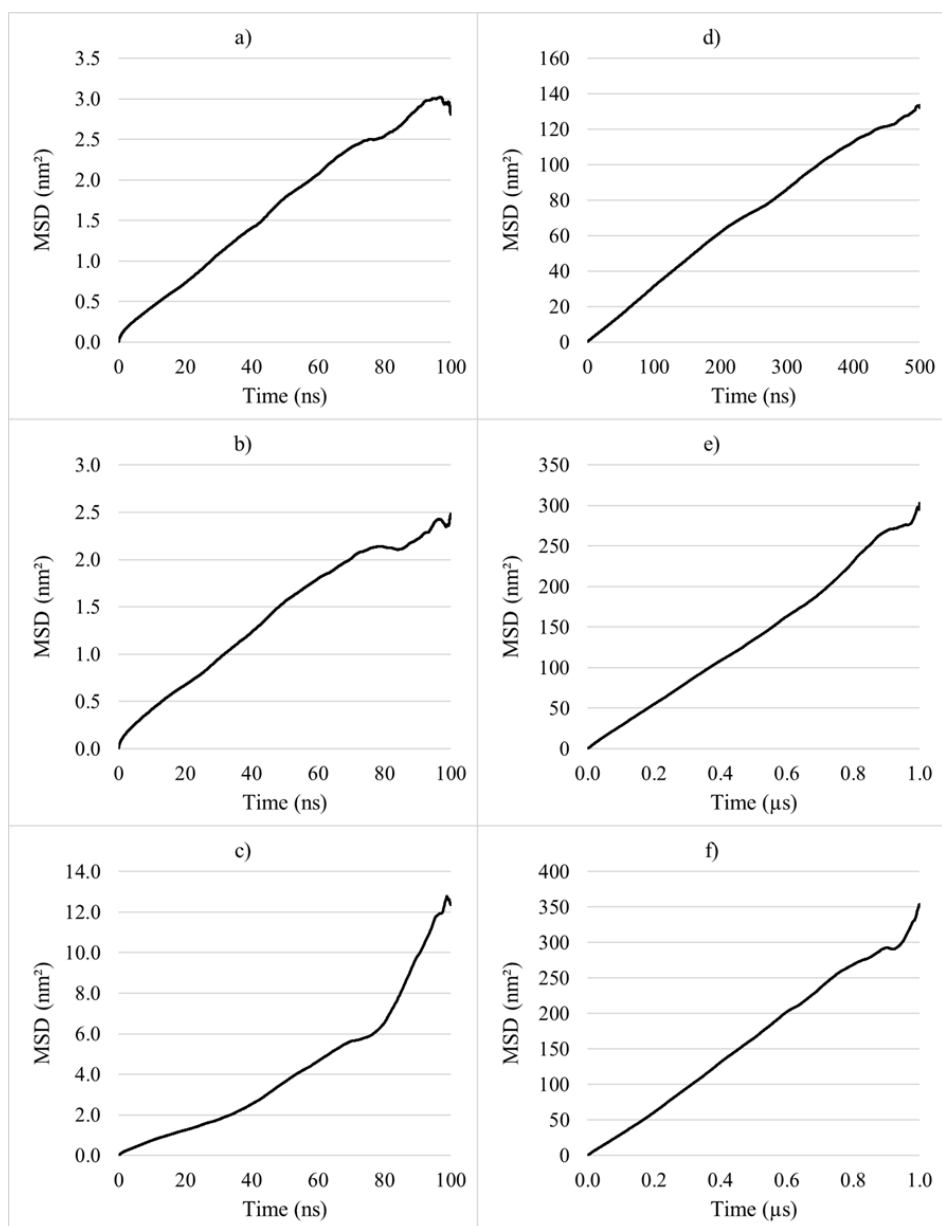 a)
3.5
3.0
2.5
2.0
1.5
1.0
0.5
0.0
MSD (nm²)
0 20 40 60 80 100
Time (ns)
d)
160
140
120
100
80
60
40
20
0
MSD (nm²)
0 100 200 300 400 500
Time (ns)
b)
3.0
2.5
2.0
1.5
1.0
0.5
0.0
MSD (nm²)
0 20 40 60 80 100
Time (ns)
e)
350
300
250
200
150
100
50
0
MSD (nm²)
0.0 0.2 0.4 0.6 0.8 1.0
Time (µs)
c)
14.0
12.0
10.0
8.0
6.0
4.0
2.0
0.0
MSD (nm²)
0 20 40 60 80 100
Time (ns)
f)
400
350
300
250
200
150
100
50
0
MSD (nm²)
0.0 0.2 0.4 0.6 0.8 1.0
Time (µs)